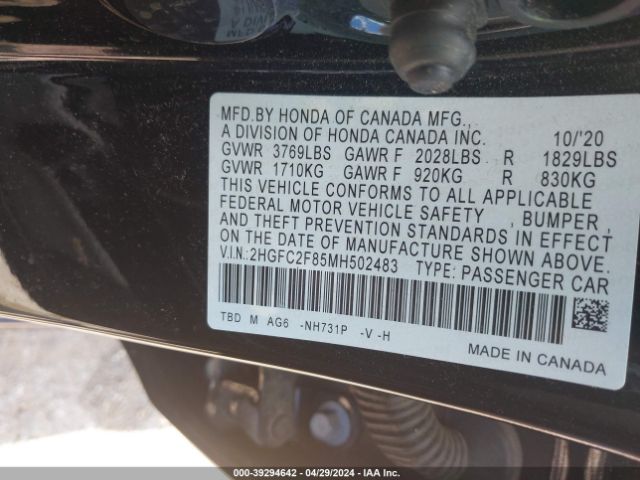 MFD.BY HONDA OF CANADA MFG.,
A DIVISION OF HONDA CANADA INC. 10/'20
GVWR 3769LBS GAWR F 2028LBS R 1829LBS
GVWR 1710KG GAWR F 920KG R 830KG
THIS VEHICLE CONFORMS TO ALL APPLICABLE
FEDERAL MOTOR VEHICLE SAFETY , BUMPER,
AND THEFT PREVENTION STANDARDS IN EFFECT
ON THE DATE OF MANUFACTURE SHOWN ABOVE.
V.I.N.:2HGFC2F85MH502483 TYPE: PASSENGER CAR
TBD M AG6 -NH731P -V -H
MADE IN CANADA
000-39294642 - 04/29/2024 - IAA Inc.